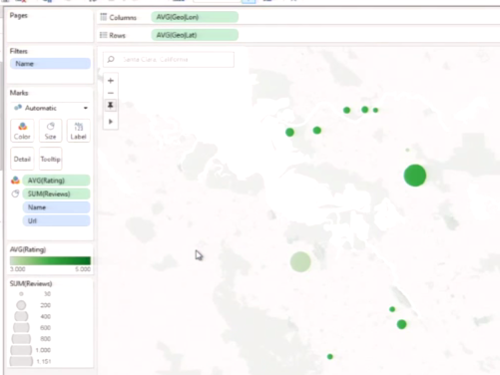 Pages
Columns AVG(Geo|Lon)
Rows AVG(Geo|Lat)
Filters
Name
Santa Clara, California
Marks
Automatic
Color Size Label
Detail Tooltip
AVG(Rating)
SUM(Reviews)
Name
Url
AVG(Rating)
3.000 5.000
SUM(Reviews)
30
200
400
600
800
1,000
1,151